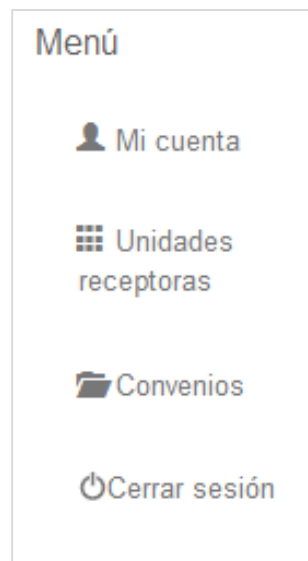 Menú
Mi cuenta
Unidades
receptoras
Convenios
Cerrar sesión